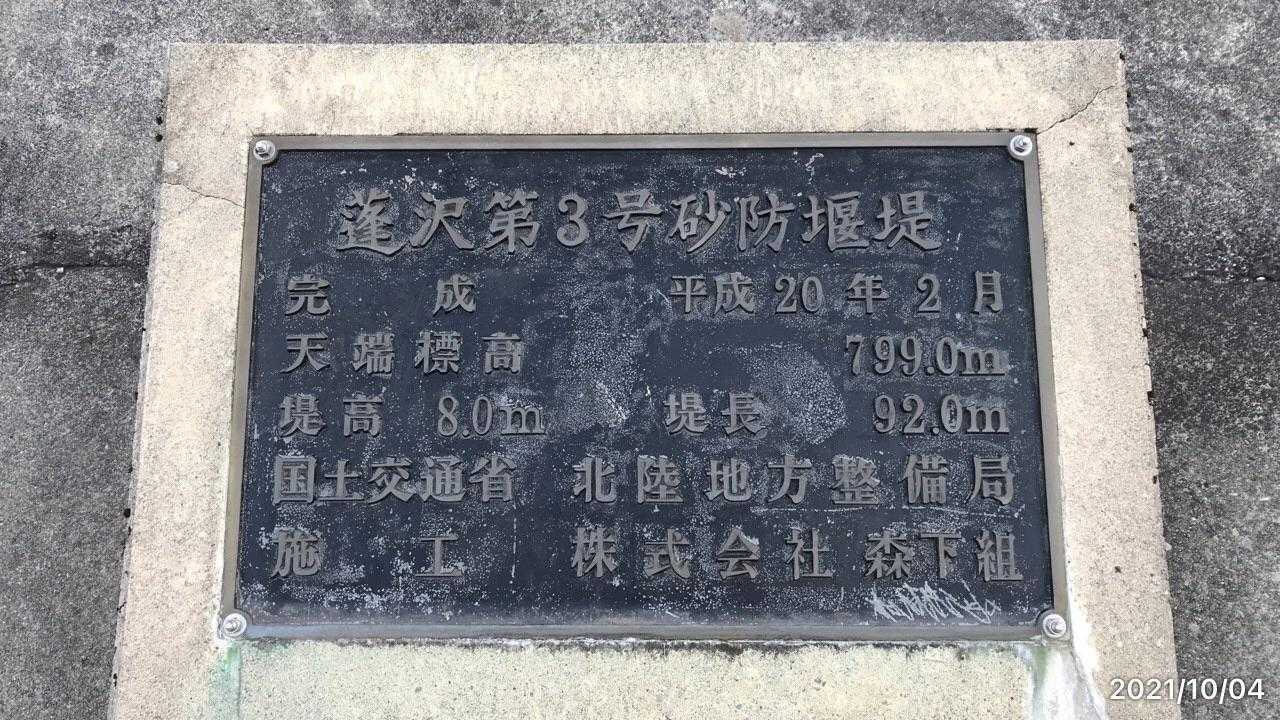 蓬沢第3号砂防堰堤
完成 平成20年2月
天端標高 799.0m
堤高 8.0m 堤長 92.0m
国土交通省 北陸地方整備局
施工 株式会社 森下組
2021/10/04